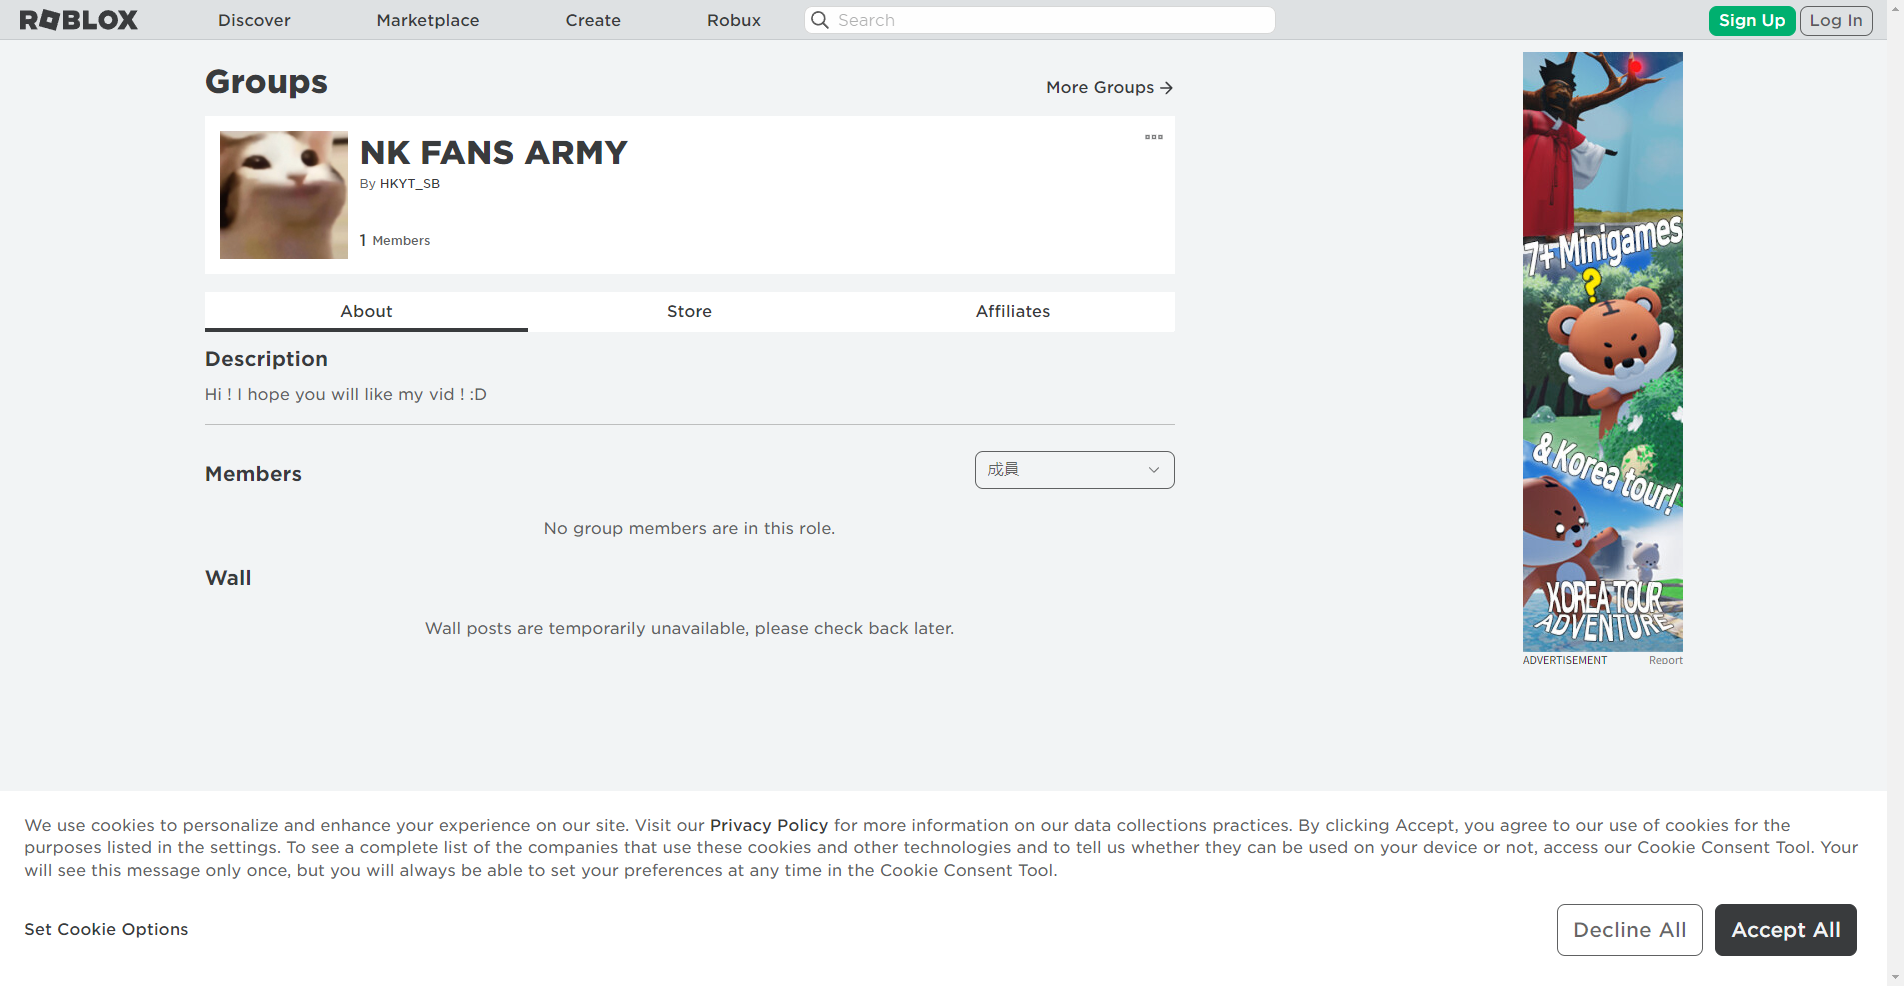 ROBLOX
Discover
Marketplace
Create
Robux
Search
Sign Up
Log In
Groups
More Groups
NK FANS ARMY
By HKYT_SB
1 Members
About
Store
Affiliates
Description
Hi ! I hope you will like my vid ! :D
Members
成員
No group members are in this role.
Wall
Wall posts are temporarily unavailable, please check back later.
7+ Minigames
?
& Korea tour!
KOREA TOUR
ADVENTURE
ADVERTISEMENT
Report
We use cookies to personalize and enhance your experience on our site. Visit our Privacy Policy for more information on our data collections practices. By clicking Accept, you agree to our use of cookies for the
purposes listed in the settings. To see a complete list of the companies that use these cookies and other technologies and to tell us whether they can be used on your device or not, access our Cookie Consent Tool. Your
will see this message only once, but you will always be able to set your preferences at any time in the Cookie Consent Tool.
Set Cookie Options
Decline All
Accept All